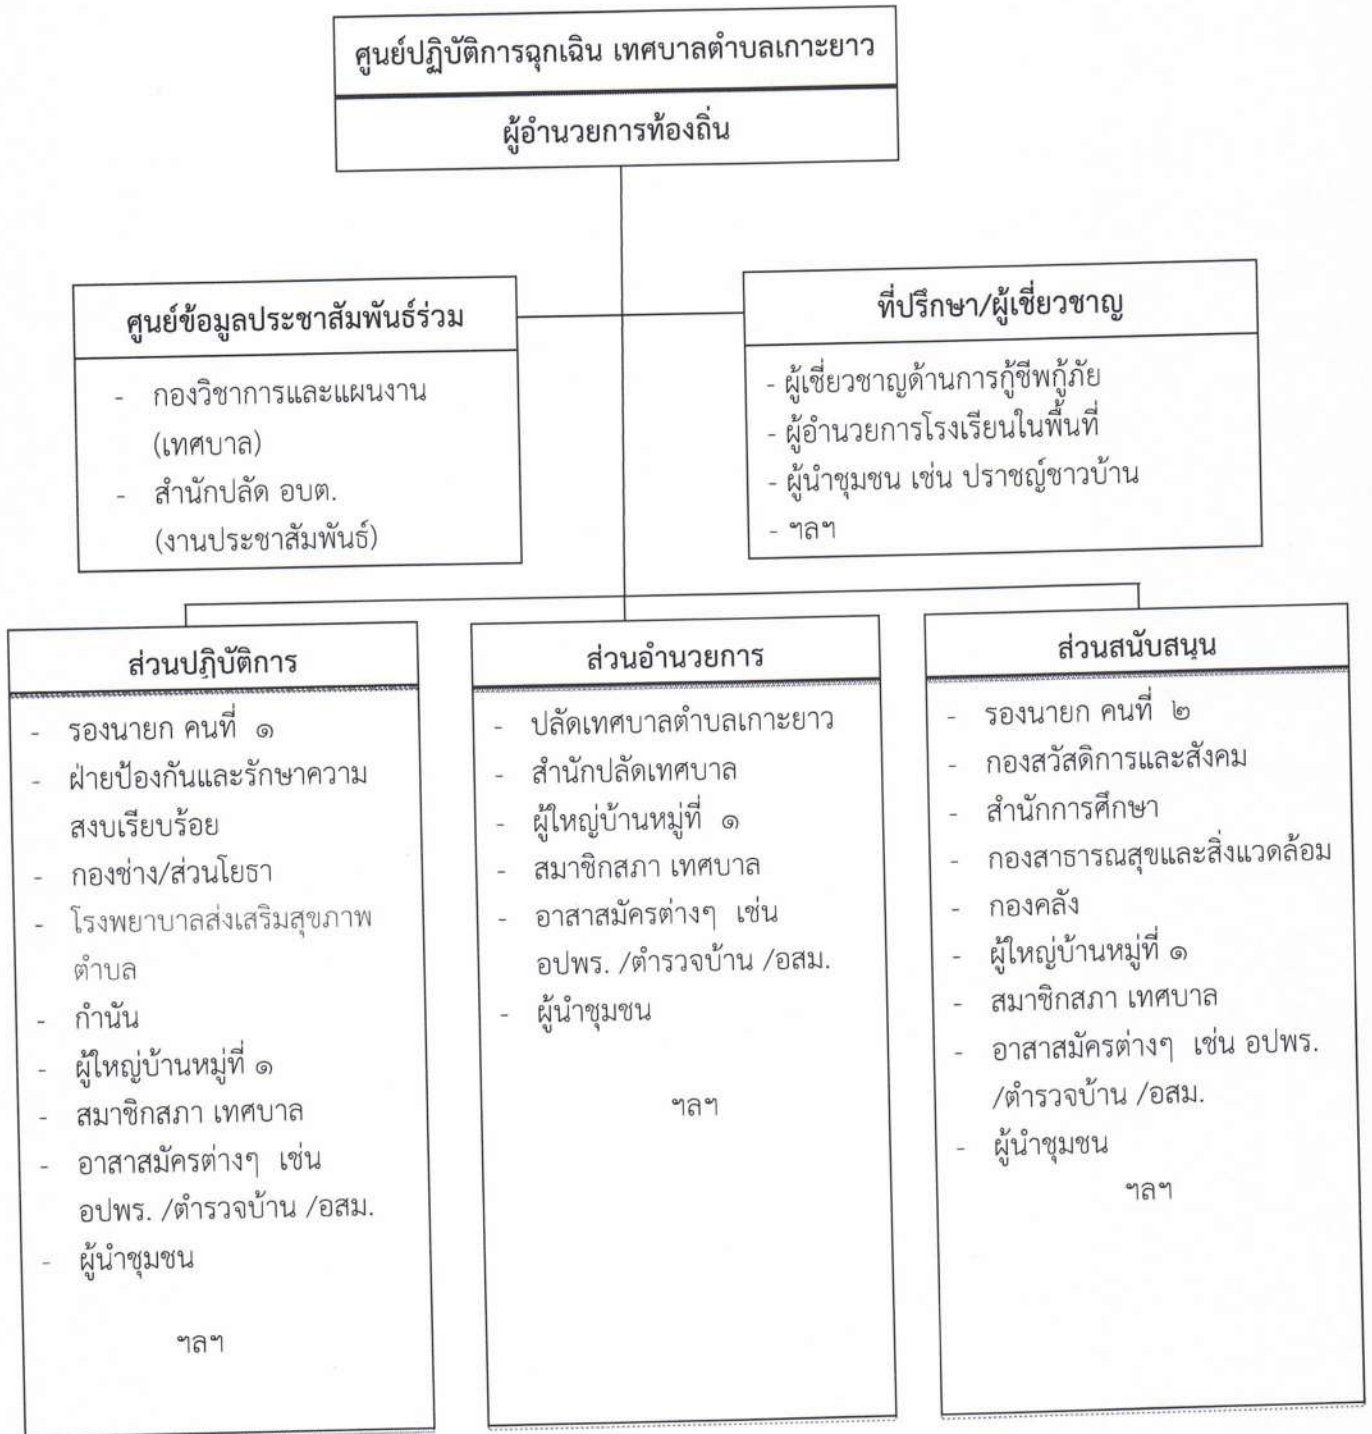 ศูนย์ปฏิบัติการฉุกเฉิน เทศบาลตำบลเกาะยาว
ผู้อำนวยการท้องถิ่น
ศูนย์ข้อมูลประชาสัมพันธ์ร่วม
- กองวิชาการและแผนงาน
(เทศบาล)
- สำนักปลัด อบต.
(งานประชาสัมพันธ์)
ที่ปรึกษา/ผู้เชี่ยวชาญ
- ผู้เชี่ยวชาญด้านการกู้ชีพกู้ภัย
- ผู้อำนวยการโรงเรียนในพื้นที่
- ผู้นำชุมชน เช่น ปราชญ์ชาวบ้าน
- ฯลฯ
ส่วนปฏิบัติการ
- รองนายก คนที่ ๑
- ฝ่ายป้องกันและรักษาความ
สงบเรียบร้อย
- กองช่าง/ส่วนโยธา
- โรงพยาบาลส่งเสริมสุขภาพ
ตำบล
- กำนัน
- ผู้ใหญ่บ้านหมู่ที่ ๑
- สมาชิกสภา เทศบาล
- อาสาสมัครต่างๆ เช่น
อปพร. /ตำรวจบ้าน /อสม.
- ผู้นำชุมชน
ฯลฯ
ส่วนอำนวยการ
- ปลัดเทศบาลตำบลเกาะยาว
- สำนักปลัดเทศบาล
- ผู้ใหญ่บ้านหมู่ที่ ๑
- สมาชิกสภา เทศบาล
- อาสาสมัครต่างๆ เช่น
อปพร. /ตำรวจบ้าน /อสม.
- ผู้นำชุมชน
ฯลฯ
ส่วนสนับสนุน
- รองนายก คนที่ ๒
- กองสวัสดิการและสังคม
- สำนักการศึกษา
- กองสาธารณสุขและสิ่งแวดล้อม
- กองคลัง
- ผู้ใหญ่บ้านหมู่ที่ ๑
- สมาชิกสภา เทศบาล
- อาสาสมัครต่างๆ เช่น อปพร.
/ตำรวจบ้าน /อสม.
- ผู้นำชุมชน
ฯลฯ